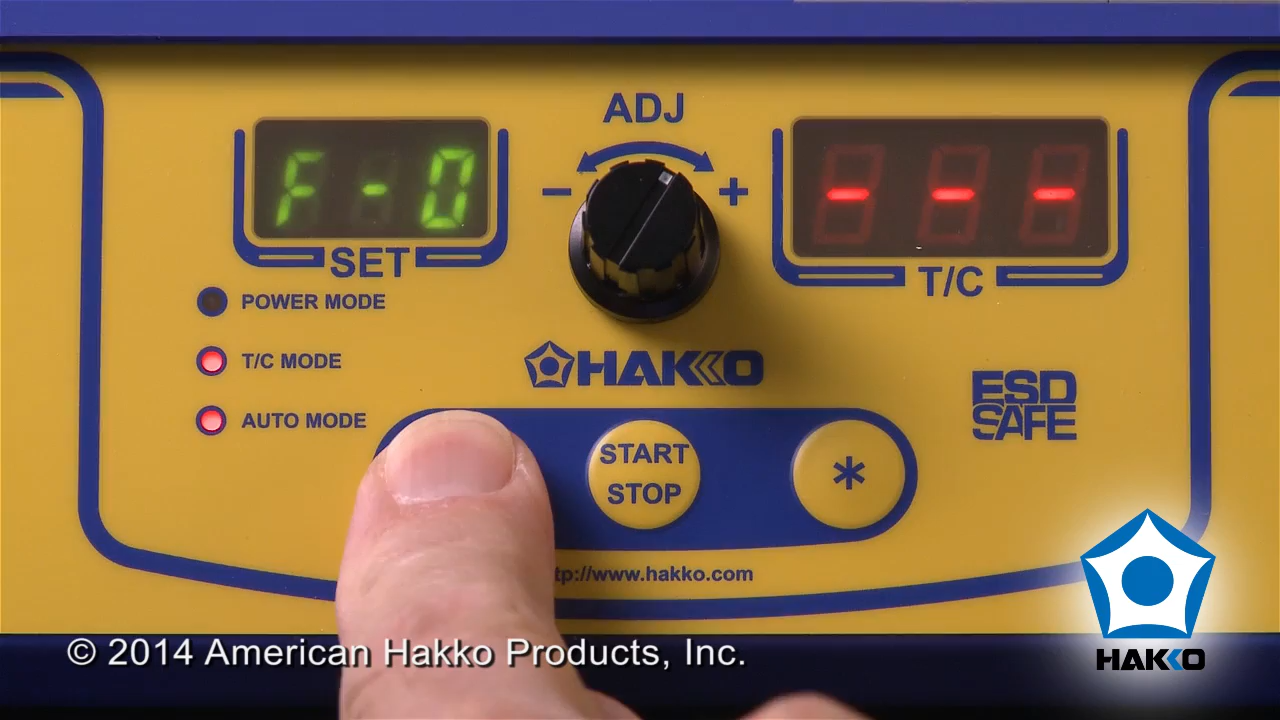 ADJ
F-0
- +
---
SET
T/C
POWER MODE
T/C MODE
AUTO MODE
HAKKO
ESD
SAFE
START
STOP
*
tp://www.hakko.com
© 2014 American Hakko Products, Inc.
HAKKO